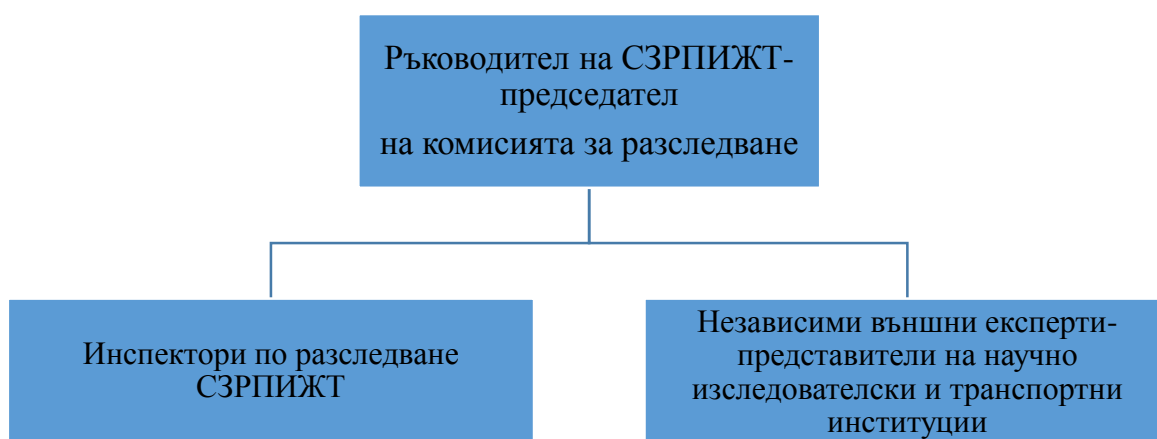 Ръководител на СЗРПИЖТ-
председател
на комисията за разследване
Инспектори по разследване
СЗРПИЖТ
Независими външни експерти-
представители на научно
изследователски и транспортни
институции